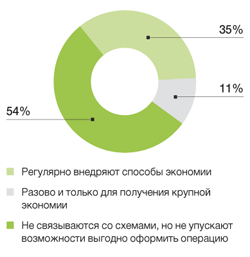 35%
11%
54%
Регулярно внедряют способы экономии
Разово и только для получения крупной
экономии
Не связываются со схемами, но не упускают
возможности выгодно оформить операцию